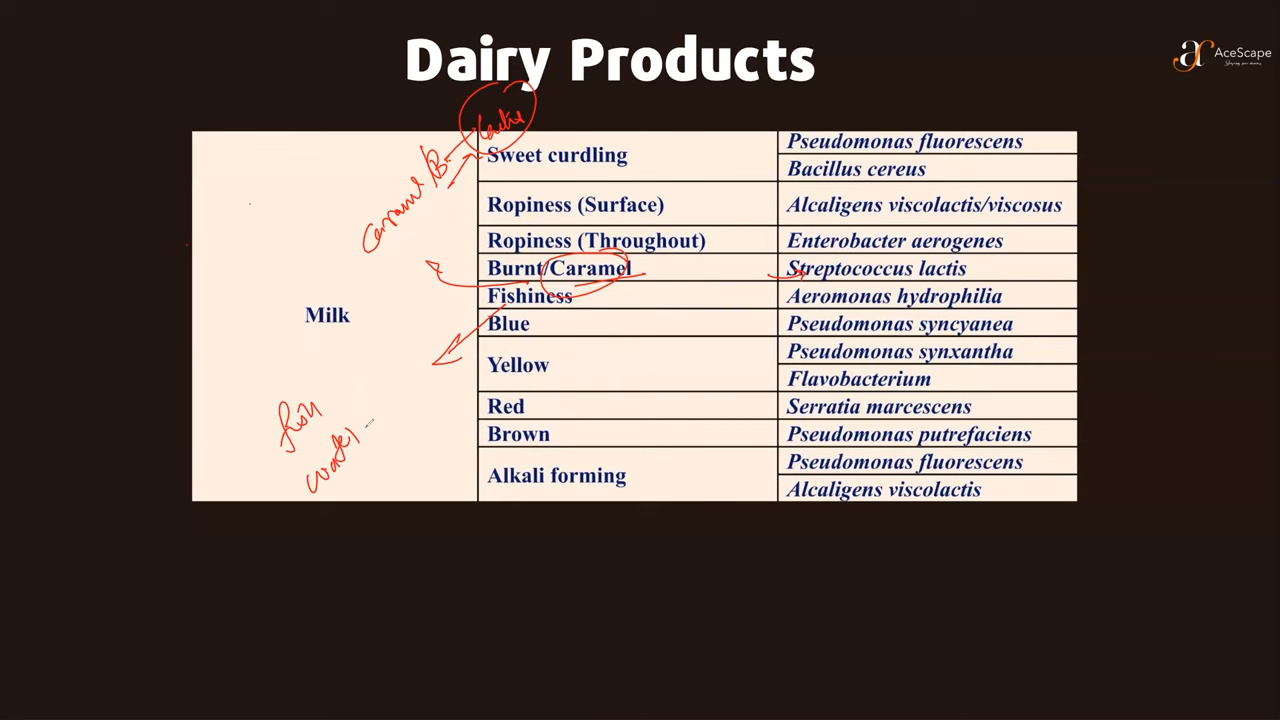 Dairy Products
AceScape
Milk
Sweet curdling
Pseudomonas fluorescens
Bacillus cereus
Ropiness (Surface)
Alcaligens viscolactis/viscosus
Ropiness (Throughout)
Enterobacter aerogenes
Burnt/Caramel
Streptococcus lactis
Fishiness
Aeromonas hydrophilia
Blue
Pseudomonas syncyanea
Yellow
Pseudomonas synxantha
Flavobacterium
Red
Serratia marcescens
Brown
Pseudomonas putrefaciens
Alkali forming
Pseudomonas fluorescens
Alcaligens viscolactis
Caramel B
fish